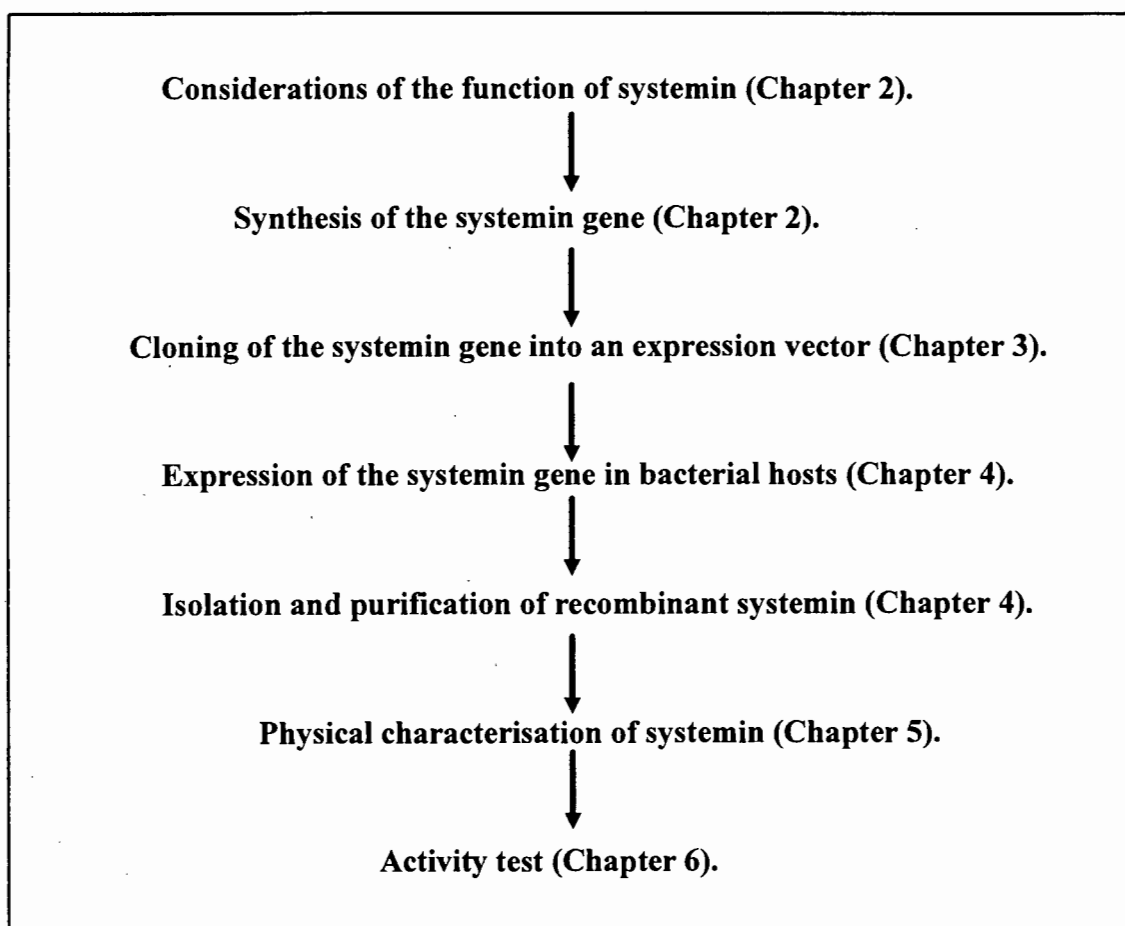 Considerations of the function of systemin (Chapter 2).
Synthesis of the systemin gene (Chapter 2).
Cloning of the systemin gene into an expression vector (Chapter 3).
Expression of the systemin gene in bacterial hosts (Chapter 4).
Isolation and purification of recombinant systemin (Chapter 4).
Physical characterisation of systemin (Chapter 5).
Activity test (Chapter 6).